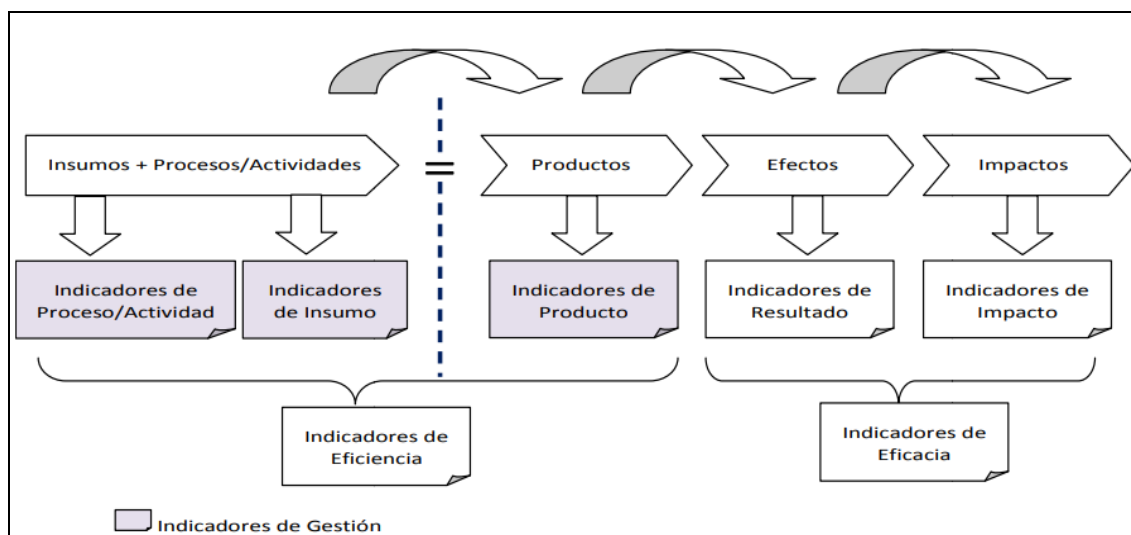 Insumos + Procesos/Actividades
=
Productos
Efectos
Impactos
Indicadores de
Proceso/Actividad
Indicadores
de Insumo
Indicadores de
Producto
Indicadores de
Resultado
Indicadores de
Impacto
Indicadores de
Eficiencia
Indicadores de
Eficacia
Indicadores de Gestión